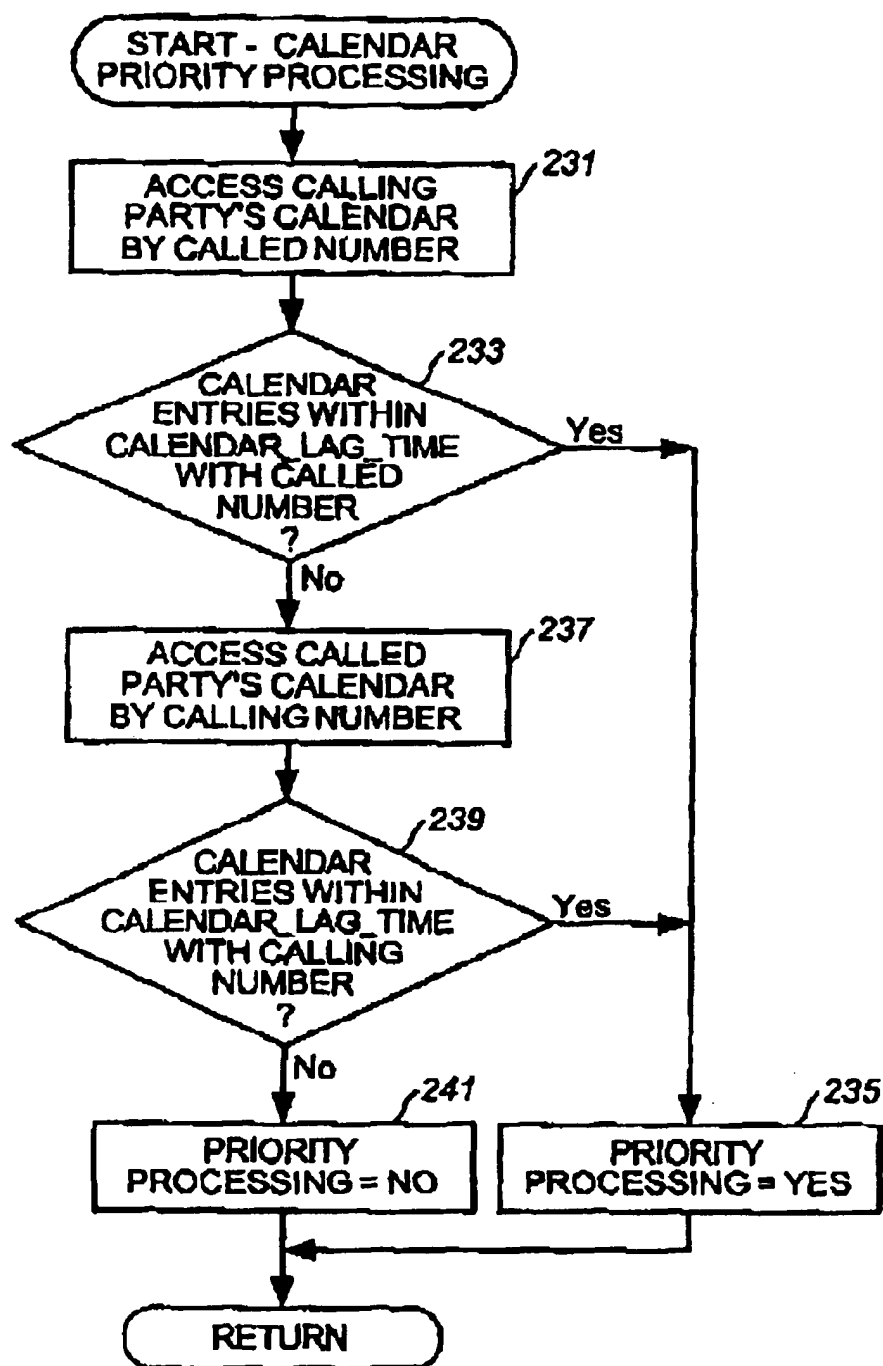 START - CALENDAR
PRIORITY PROCESSING
231
ACCESS CALLING
PARTY'S CALENDAR
BY CALLED NUMBER
233
CALENDAR
ENTRIES WITHIN
CALENDAR_LAG_TIME
WITH CALLED
NUMBER
?
Yes
No
237
ACCESS CALLED
PARTY'S CALENDAR
BY CALLING NUMBER
239
CALENDAR
ENTRIES WITHIN
CALENDAR_LAG_TIME
WITH CALLING
NUMBER
?
Yes
No
241
PRIORITY
PROCESSING = NO
235
PRIORITY
PROCESSING = YES
RETURN